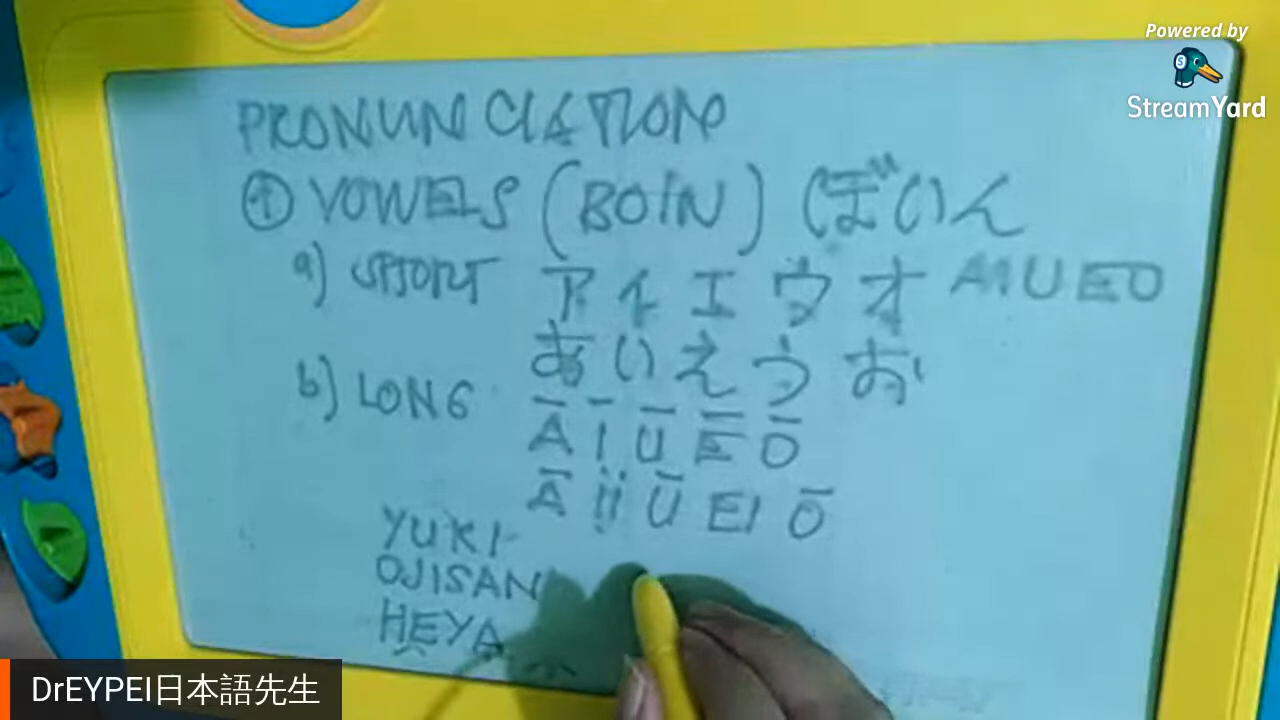 Powered by
StreamYard
PRONUNCIATION
① VOWELS (BOIN) (ぼいん
a) SHORT アイエウオ AIUEO
あいえうお
b) LONG
Ā Ī Ū Ē Ō
Ā II Ū EI Ō
YUKI
OJISAN
HEYA
DrEYPEI日本語先生